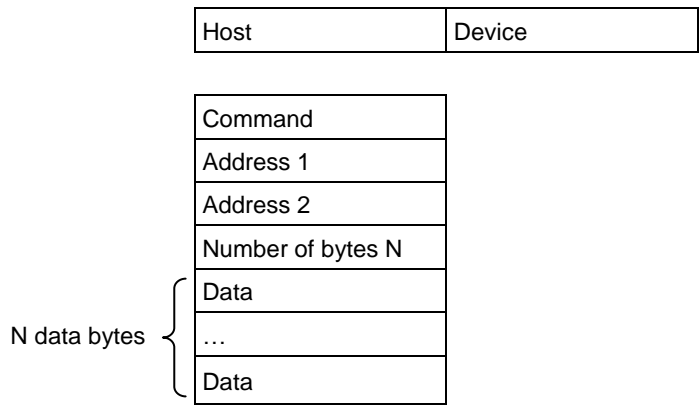 Host Device
Command
Address 1
Address 2
Number of bytes N
Data
N data bytes …
Data